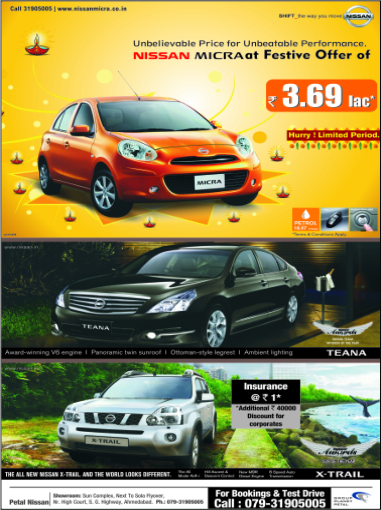 Call 31905005 | www.nissanmicra.co.in
SHIFT_the way you move
NISSAN
Unbelievable Price for Unbeatable Performance.
NISSAN MICRA at Festive Offer of
₹ 3.69 lac*
Hurry ! Limited Period.
MICRA
PETROL
*Terms & Conditions Apply.
Award-winning V6 engine | Panoramic twin sunroof | Ottoman-style legrest | Ambient lighting
TEANA
Insurance
@ ₹ 1*
*Additional ₹ 40000
Discount for
corporates
Awards
X-TRAIL
THE ALL NEW NISSAN X-TRAIL. AND THE WORLD LOOKS DIFFERENT.
X-TRAIL
Petal Nissan
Showroom: Sun Complex, Next To Sola Flyover,
Nr. High Court, S. G. Highway, Ahmedabad. Ph: 079-31905005
For Bookings & Test Drive
Call : 079-31905005
GROUP
PETAL